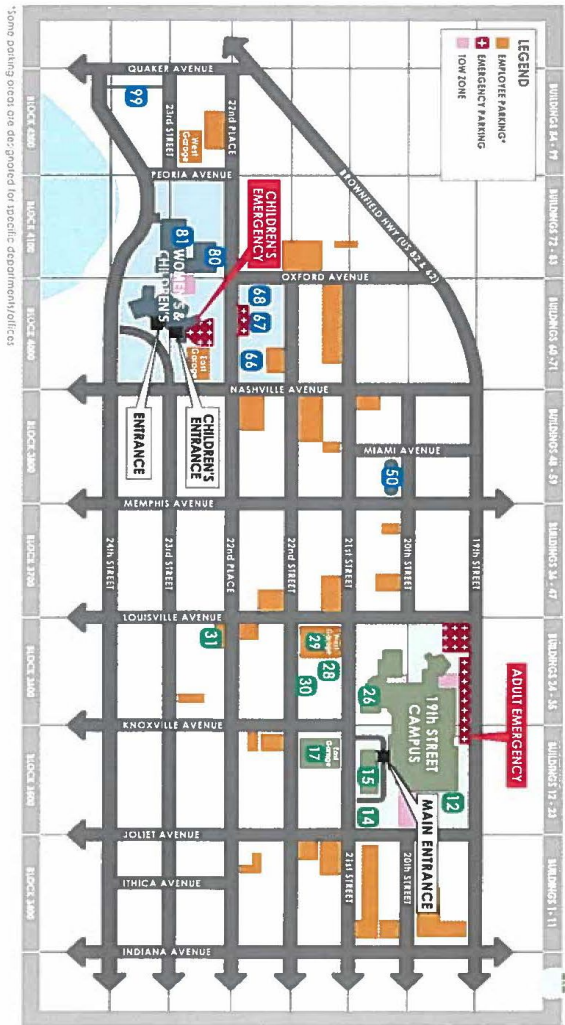 BUILDINGS 84 - 99
BUILDINGS 72 - 83
BUILDINGS 60 - 71
BUILDINGS 48 - 59
BUILDINGS 36 - 47
BUILDINGS 24 - 35
BUILDINGS 12 - 23
BUILDINGS 1 - 11
LEGEND
EMPLOYEE PARKING*
EMERGENCY PARKING
TOW ZONE
BROWNFIELD HWY (US 82 & 62)
QUAKER AVENUE
PEORIA AVENUE
OXFORD AVENUE
NASHVILLE AVENUE
MIAMI AVENUE
MEMPHIS AVENUE
LOUISVILLE AVENUE
KNOXVILLE AVENUE
JOLIET AVENUE
ITHICA AVENUE
INDIANA AVENUE
19th STREET
20th STREET
20th STREET
21st STREET
21st STREET
22nd STREET
22nd PLACE
22nd PLACE
23rd STREET
23rd STREET
24th STREET
ADULT EMERGENCY
19th STREET
CAMPUS
MAIN ENTRANCE
12
14
15
26
50
West
Garage
29
28
30
East
Garage
17
31
CHILDREN'S
EMERGENCY
68
67
66
80
81
WOMEN'S &
CHILDREN'S
East
Garage
West
Garage
99
CHILDREN'S
ENTRANCE
ENTRANCE
BLOCK
BLOCK 4100
BLOCK 4000
BLOCK 3800
BLOCK 3700
BLOCK 3600
BLOCK 3500
BLOCK 3400
*Some parking areas are designated for specific departments/offices